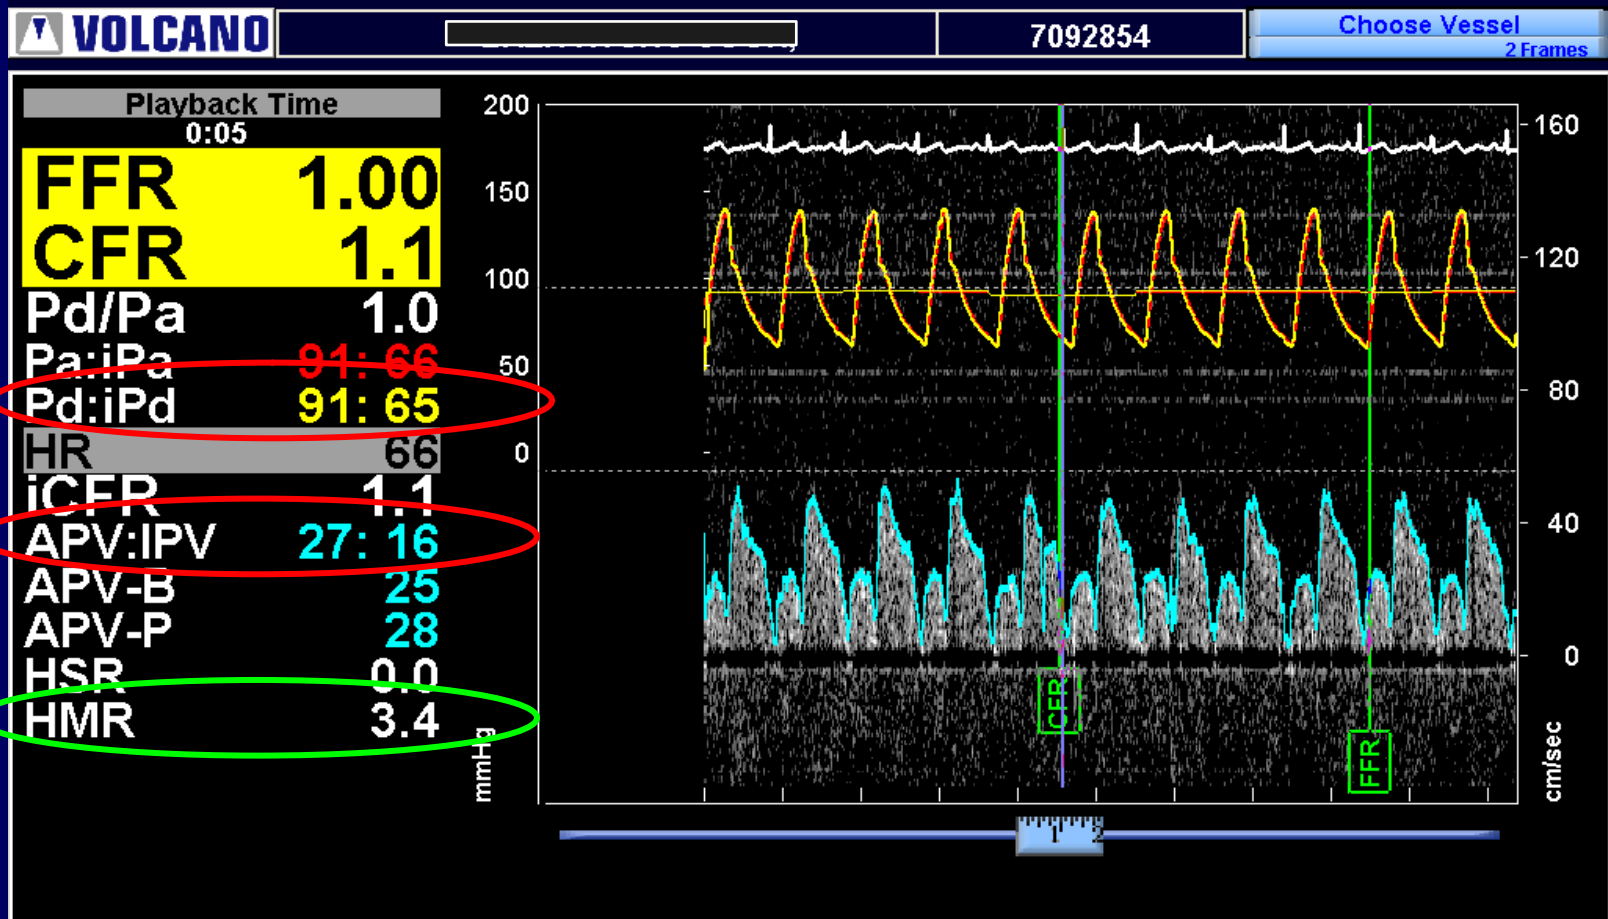 VOLCANO
7092854
Choose Vessel
2 Frames
Playback Time
0:05
FFR 1.00
CFR 1.1
Pd/Pa 1.0
Pa:iPa 91: 66
Pd:iPd 91: 65
HR 66
iCFR 1.1
APV:IPV 27: 16
APV-B 25
APV-P 28
HSR 0.0
HMR 3.4
200
150
100
50
0
mmHg
160
120
80
40
0
cm/sec
CFR
FFR
1 2